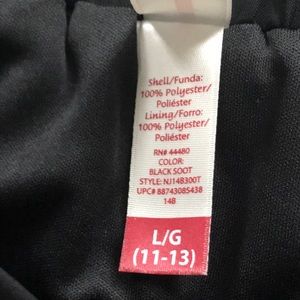 Shell/Funda:
100% Polyester/
Poliéster
Lining/Forro:
100% Polyester/
Poliéster
RN# 44480
COLOR:
BLACK SOOT
STYLE: NJ14B300T
UPC# 88743085438
14B
L/G
(11-13)